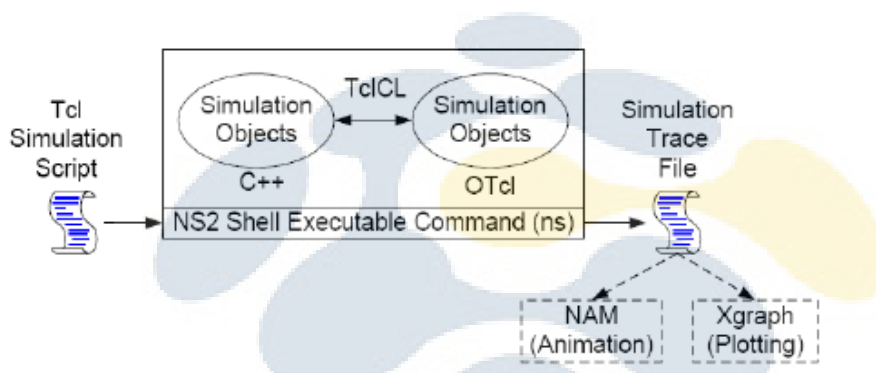 Tcl
Simulation
Script
TclCL
Simulation
Objects
C++
Simulation
Objects
OTcl
NS2 Shell Executable Command (ns)
Simulation
Trace
File
NAM
(Animation)
Xgraph
(Plotting)